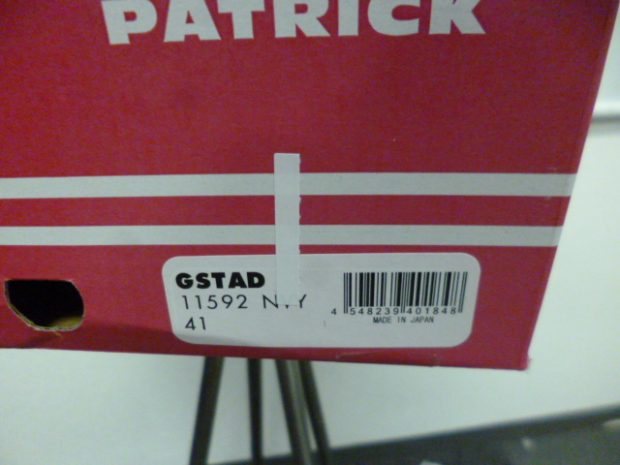 PATRICK
GSTAD
11592
41
4 548239 401848
MADE IN JAPAN